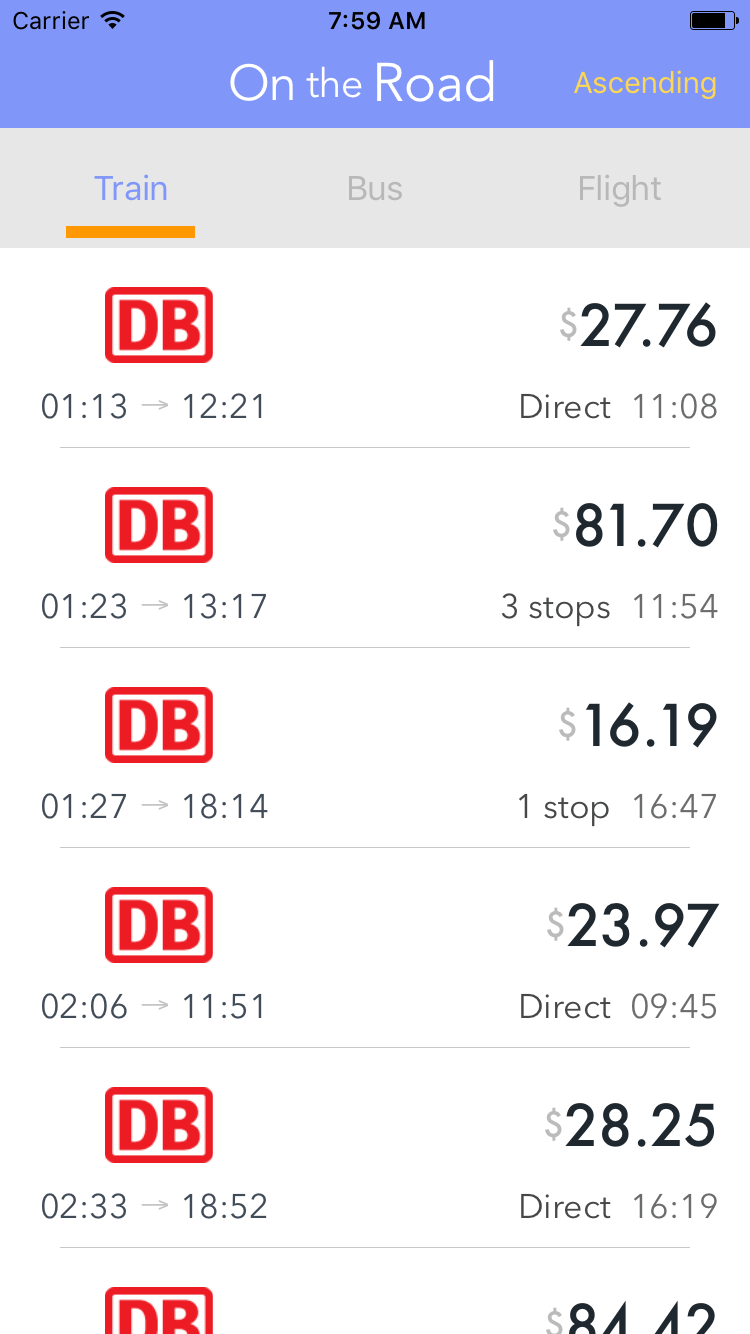 Carrier 7:59 AM
On the Road Ascending
Train Bus Flight
DB $27.76
01:13 → 12:21 Direct 11:08
DB $81.70
01:23 → 13:17 3 stops 11:54
DB $16.19
01:27 → 18:14 1 stop 16:47
DB $23.97
02:06 → 11:51 Direct 09:45
DB $28.25
02:33 → 18:52 Direct 16:19
DB $84.42